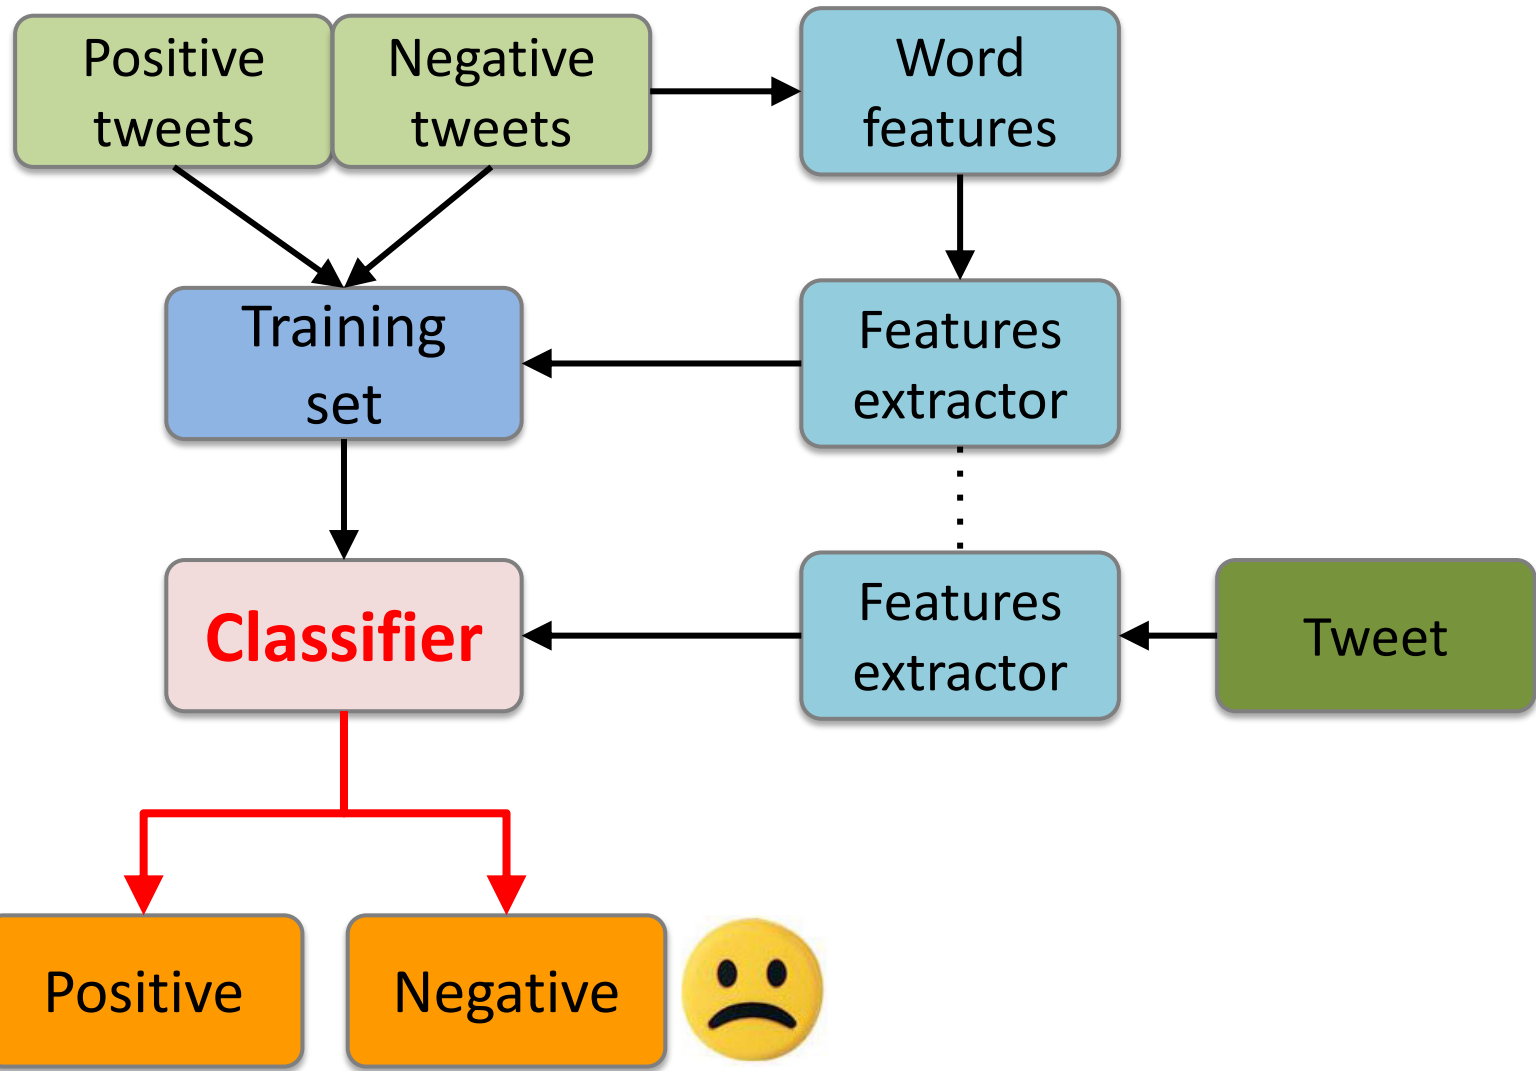 Positive
tweets
Negative
tweets
Word
features
Training
set
Features
extractor
Classifier
Features
extractor
Tweet
Positive
Negative